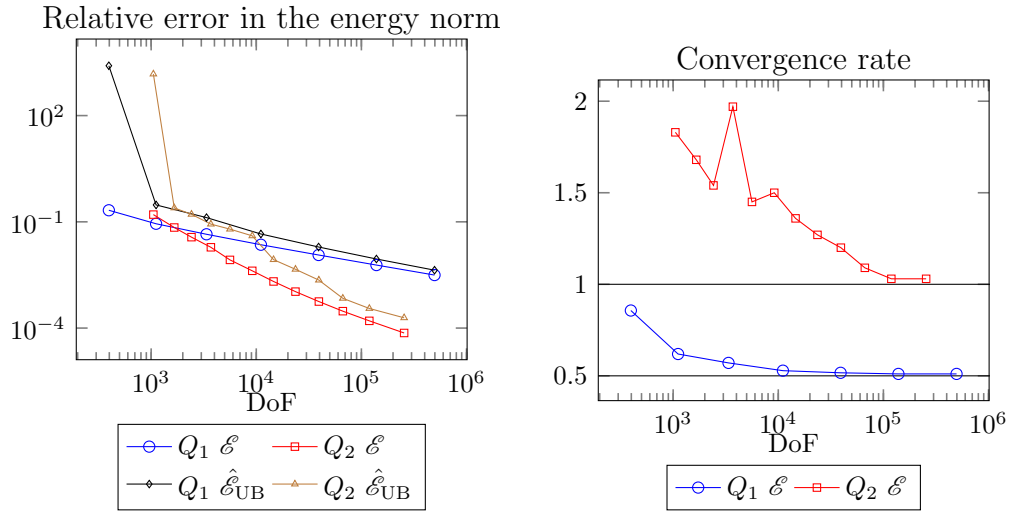 Relative error in the energy norm
10^2
10^-1
10^-4
10^3 10^4 10^5 10^6
DoF
Q_1 ℰ Q_2 ℰ
Q_1 ℰ̂_UB Q_2 ℰ̂_UB
Convergence rate
2
1.5
1
0.5
10^3 10^4 10^5 10^6
DoF
Q_1 ℰ Q_2 ℰ